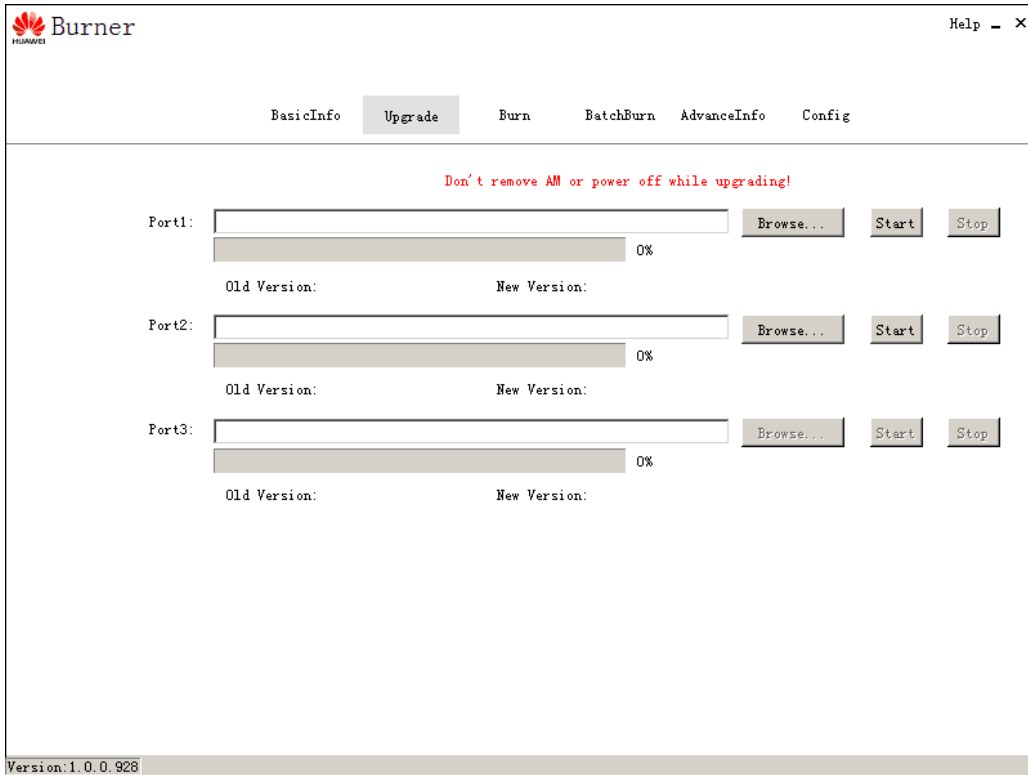 HUAWEI Burner Help
BasicInfo Upgrade Burn BatchBurn AdvanceInfo Config
Don't remove AM or power off while upgrading!
Port1: Browse... Start Stop
0%
Old Version: New Version:
Port2: Browse... Start Stop
0%
Old Version: New Version:
Port3: Browse... Start Stop
0%
Old Version: New Version:
Version:1.0.0.928